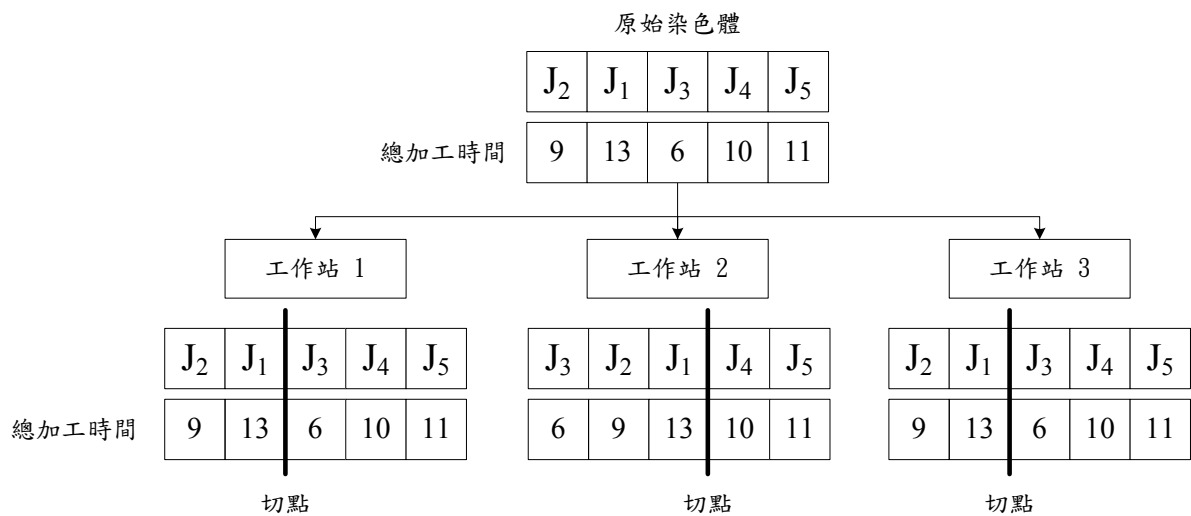 原始染色體
J2 J1 J3 J4 J5
總加工時間 9 13 6 10 11
工作站 1 工作站 2 工作站 3
J2 J1 J3 J4 J5 J3 J2 J1 J4 J5 J2 J1 J3 J4 J5
總加工時間 9 13 6 10 11 6 9 13 10 11 9 13 6 10 11
切點 切點 切點